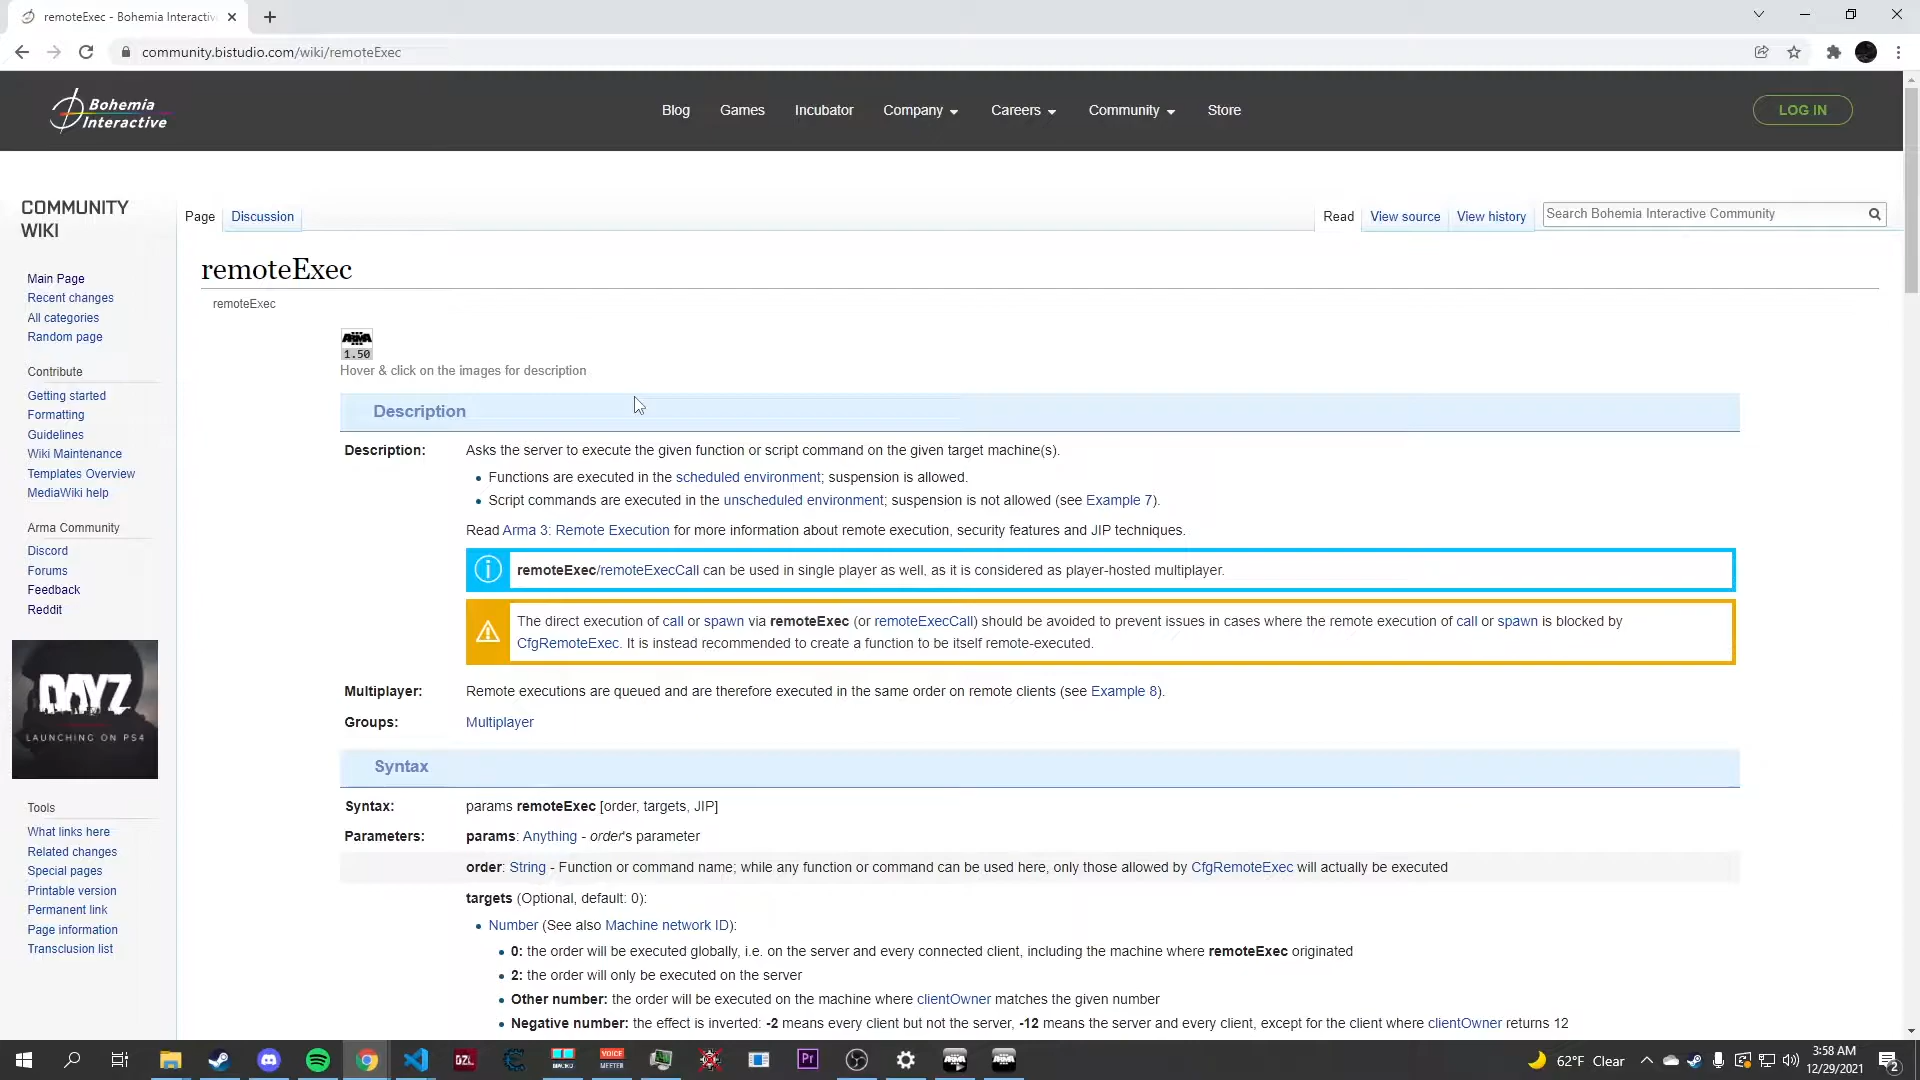 remoteExec - Bohemia Interactiv
community.bistudio.com/wiki/remoteExec
Bohemia
Interactive
Blog
Games
Incubator
Company
Careers
Community
Store
LOG IN
COMMUNITY
WIKI
Page
Discussion
Read
View source
View history
Search Bohemia Interactive Community
Main Page
Recent changes
All categories
Random page
Contribute
Getting started
Formatting
Guidelines
Wiki Maintenance
Templates Overview
MediaWiki help
Arma Community
Discord
Forums
Feedback
Reddit
DAYZ
LAUNCHING ON PS4
Tools
What links here
Related changes
Special pages
Printable version
Permanent link
Page information
Transclusion list
remoteExec
remoteExec
ARMA
1.50
Hover & click on the images for description
Description
Description: Asks the server to execute the given function or script command on the given target machine(s).
Functions are executed in the scheduled environment; suspension is allowed.
Script commands are executed in the unscheduled environment; suspension is not allowed (see Example 7).
Read Arma 3: Remote Execution for more information about remote execution, security features and JIP techniques.
remoteExec/remoteExecCall can be used in single player as well, as it is considered as player-hosted multiplayer.
The direct execution of call or spawn via remoteExec (or remoteExecCall) should be avoided to prevent issues in cases where the remote execution of call or spawn is blocked by
CfgRemoteExec. It is instead recommended to create a function to be itself remote-executed.
Multiplayer: Remote executions are queued and are therefore executed in the same order on remote clients (see Example 8).
Groups: Multiplayer
Syntax
Syntax: params remoteExec [order, targets, JIP]
Parameters: params: Anything - order's parameter
order: String - Function or command name; while any function or command can be used here, only those allowed by CfgRemoteExec will actually be executed
targets (Optional, default: 0):
Number (See also Machine network ID):
0: the order will be executed globally, i.e. on the server and every connected client, including the machine where remoteExec originated
2: the order will only be executed on the server
Other number: the order will be executed on the machine where clientOwner matches the given number
Negative number: the effect is inverted: -2 means every client but not the server, -12 means the server and every client, except for the client where clientOwner returns 12
DZL
VOICE
MEETER
Pr
62°F Clear
3:58 AM
12/29/2021
2